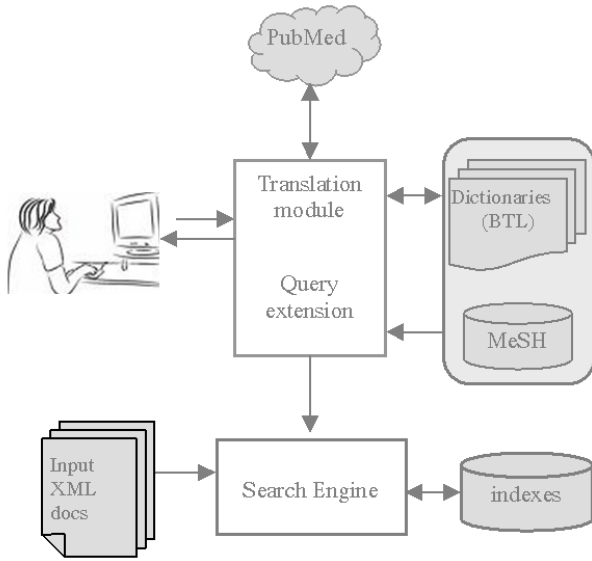 PubMed
Translation
module
Query
extension
Dictionaries
(BTL)
MeSH
Input
XML
docs
Search Engine
indexes